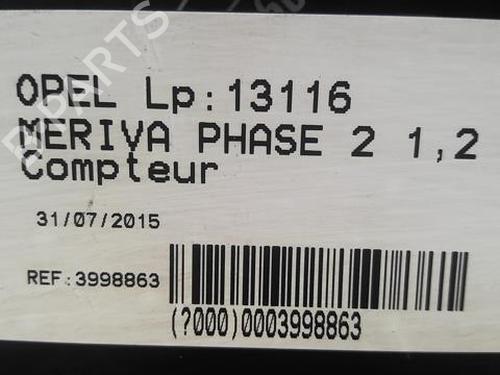 OPEL Lp:13116
MERIVA PHASE 2 1,2
Compteur
31/07/2015
REF:3998863
(?000)0003998863